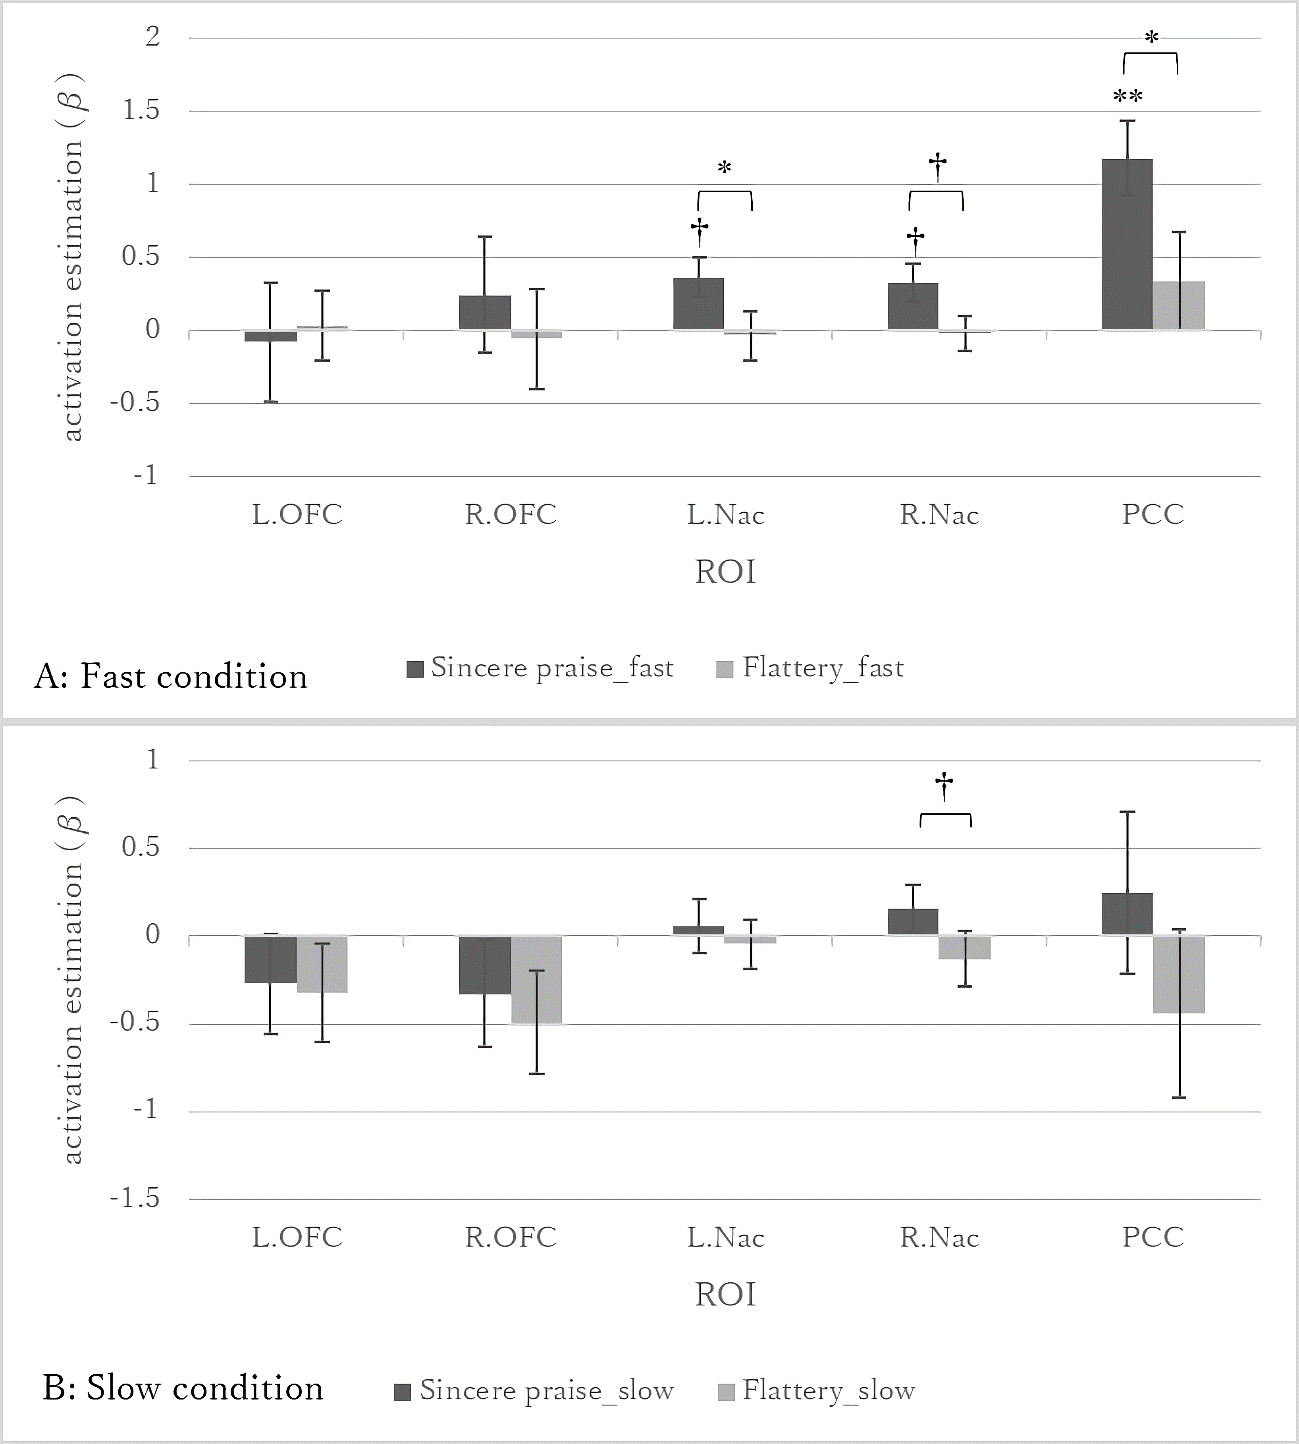 2
*
1.5
**
activation estimation (β)
*
†
1
†
†
0.5
0
-0.5
-1
L.OFC R.OFC L.Nac R.Nac PCC
ROI
A: Fast condition Sincere praise_fast Flattery_fast
1
†
activation estimation (β)
0.5
0
-0.5
-1
-1.5
L.OFC R.OFC L.Nac R.Nac PCC
ROI
B: Slow condition Sincere praise_slow Flattery_slow